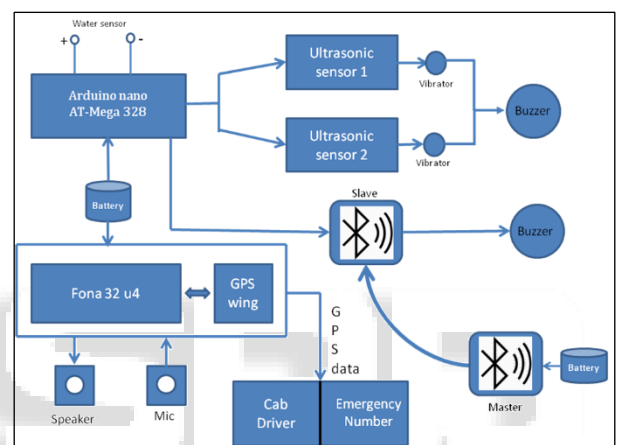 Water sensor
+
-
Arduino nano
AT-Mega 328
Ultrasonic
sensor 1
Vibrator
Buzzer
Ultrasonic
sensor 2
Vibrator
Battery
Slave
Buzzer
Fona 32 u4
GPS
wing
G
P
S
data
Speaker
Mic
Cab
Driver
Emergency
Number
Master
Battery